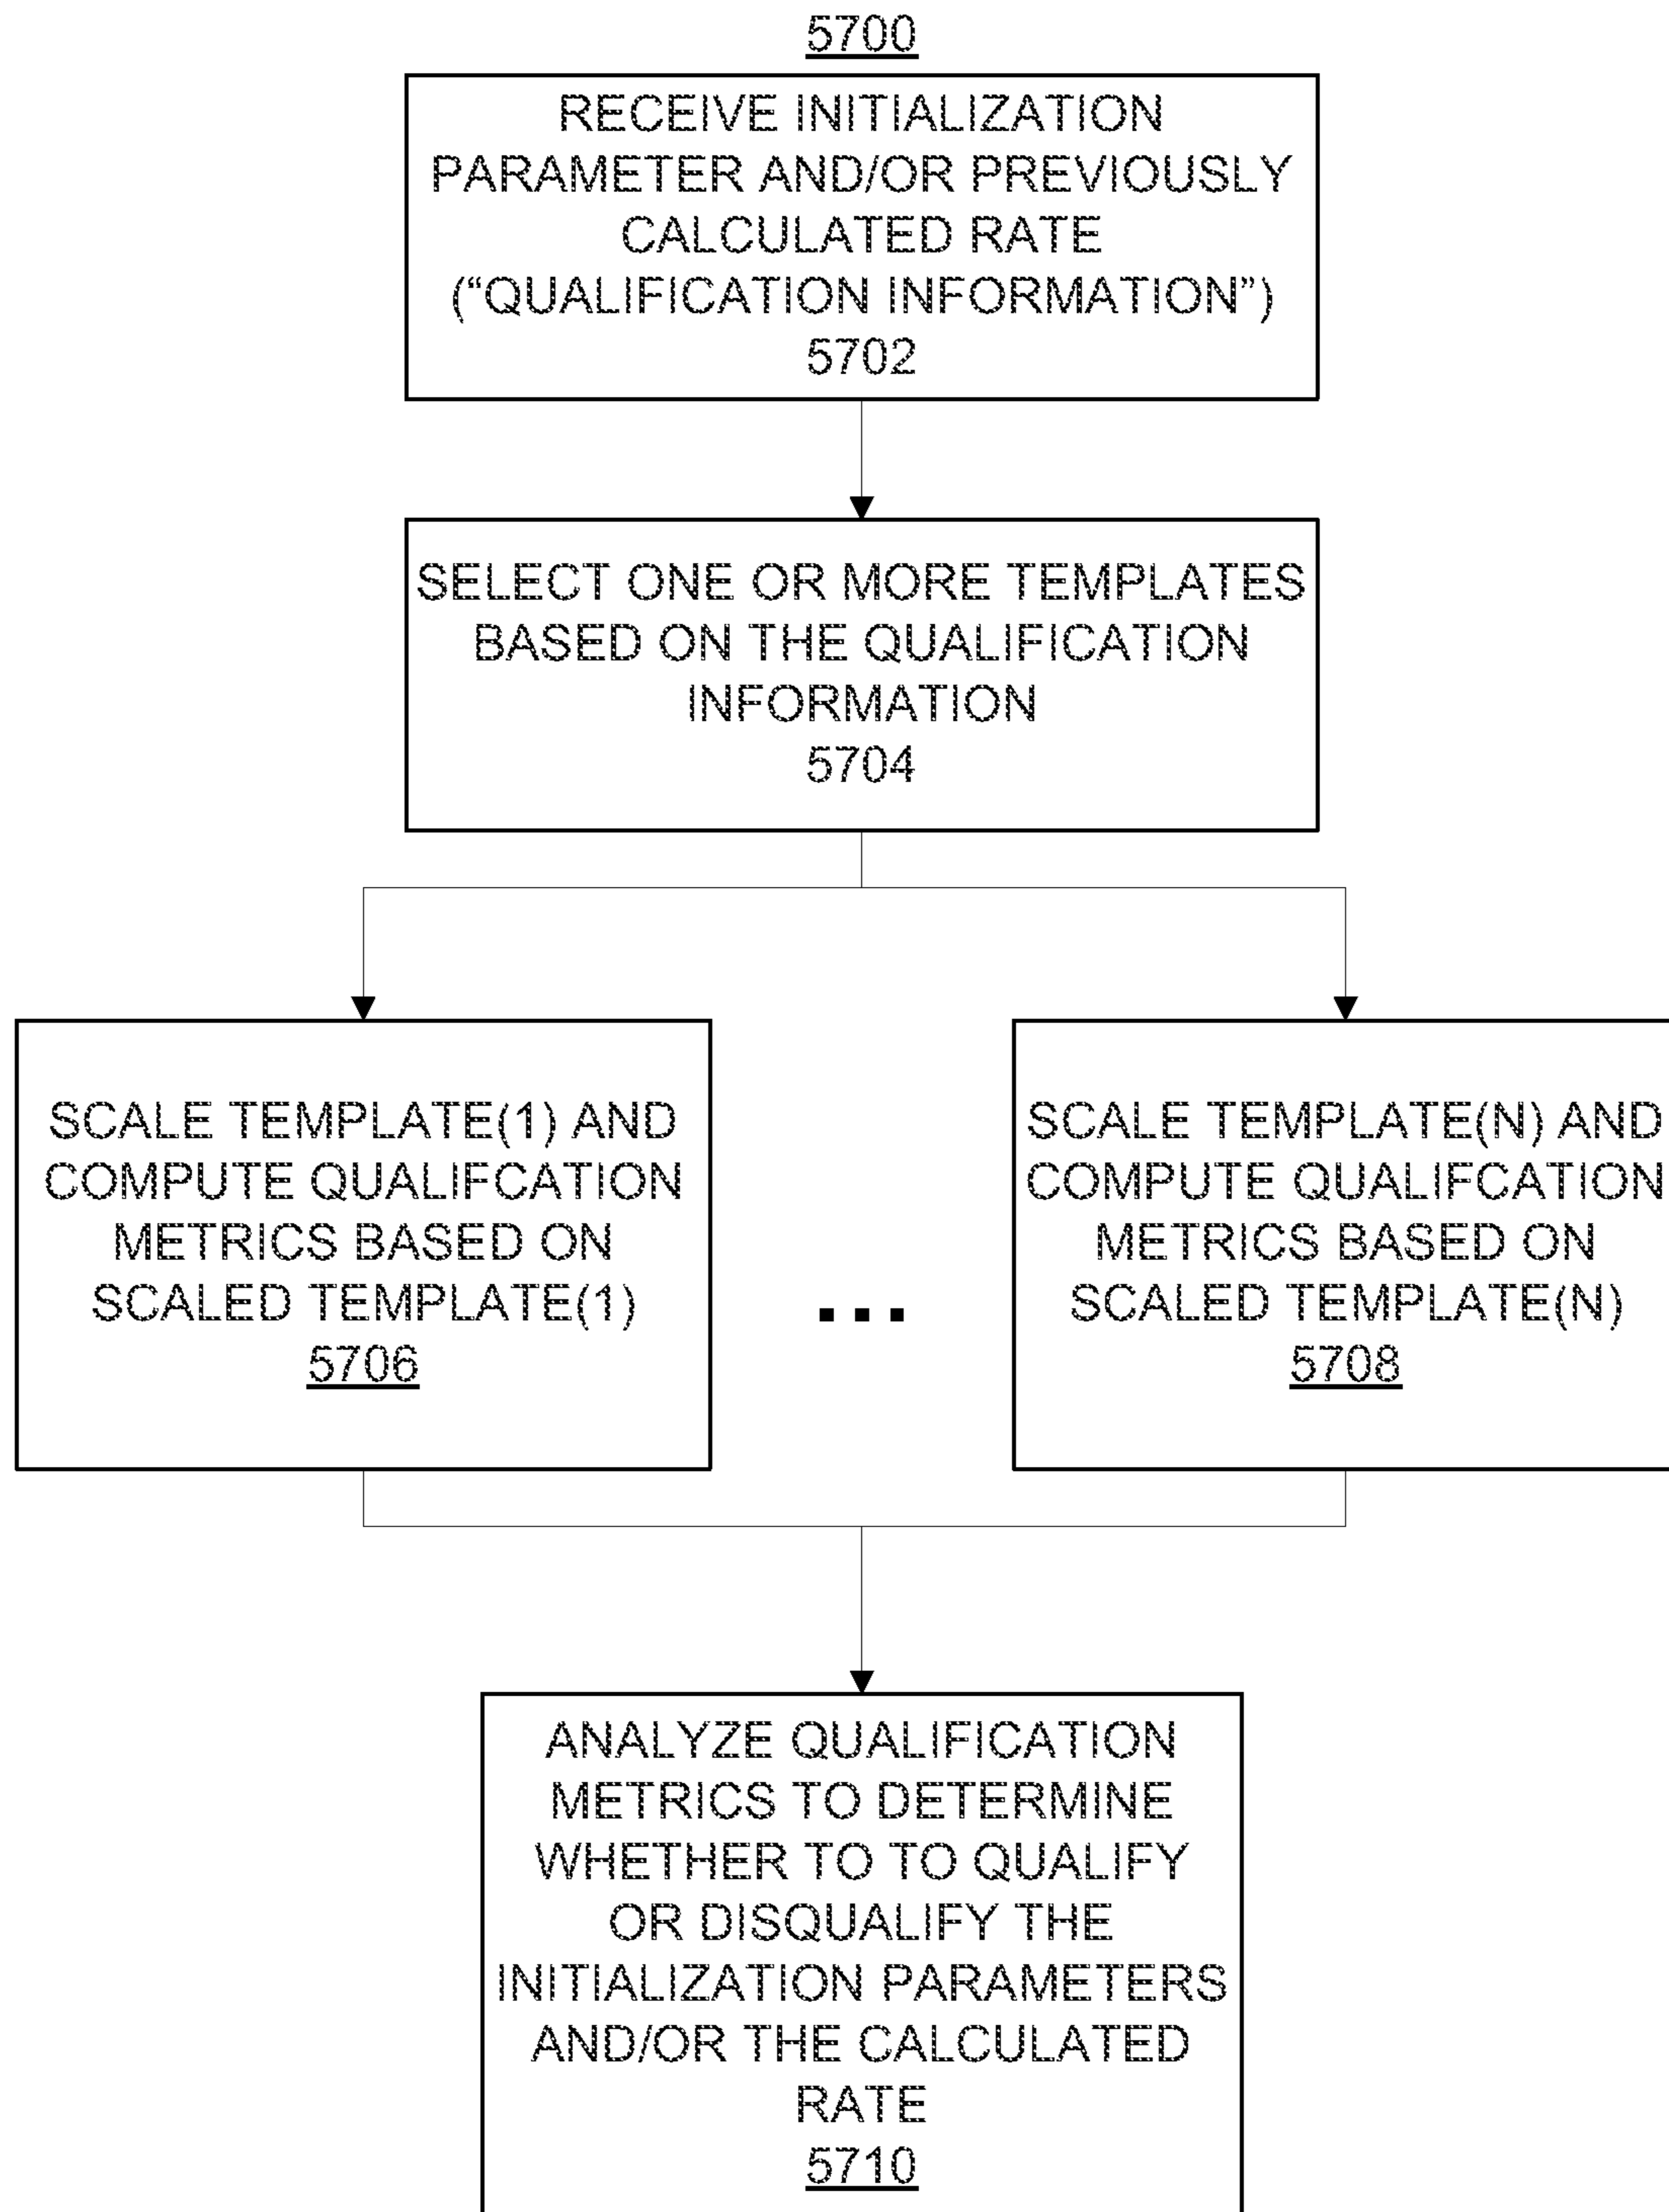 5700
RECEIVE INITIALIZATION
PARAMETER AND/OR PREVIOUSLY
CALCULATED RATE
(“QUALIFICATION INFORMATION”)
5702
SELECT ONE OR MORE TEMPLATES
BASED ON THE QUALIFICATION
INFORMATION
5704
SCALE TEMPLATE(1) AND
COMPUTE QUALIFCATION
METRICS BASED ON
SCALED TEMPLATE(1)
5706
...
SCALE TEMPLATE(N) AND
COMPUTE QUALIFCATION
METRICS BASED ON
SCALED TEMPLATE(N)
5708
ANALYZE QUALIFICATION
METRICS TO DETERMINE
WHETHER TO TO QUALIFY
OR DISQUALIFY THE
INITIALIZATION PARAMETERS
AND/OR THE CALCULATED
RATE
5710